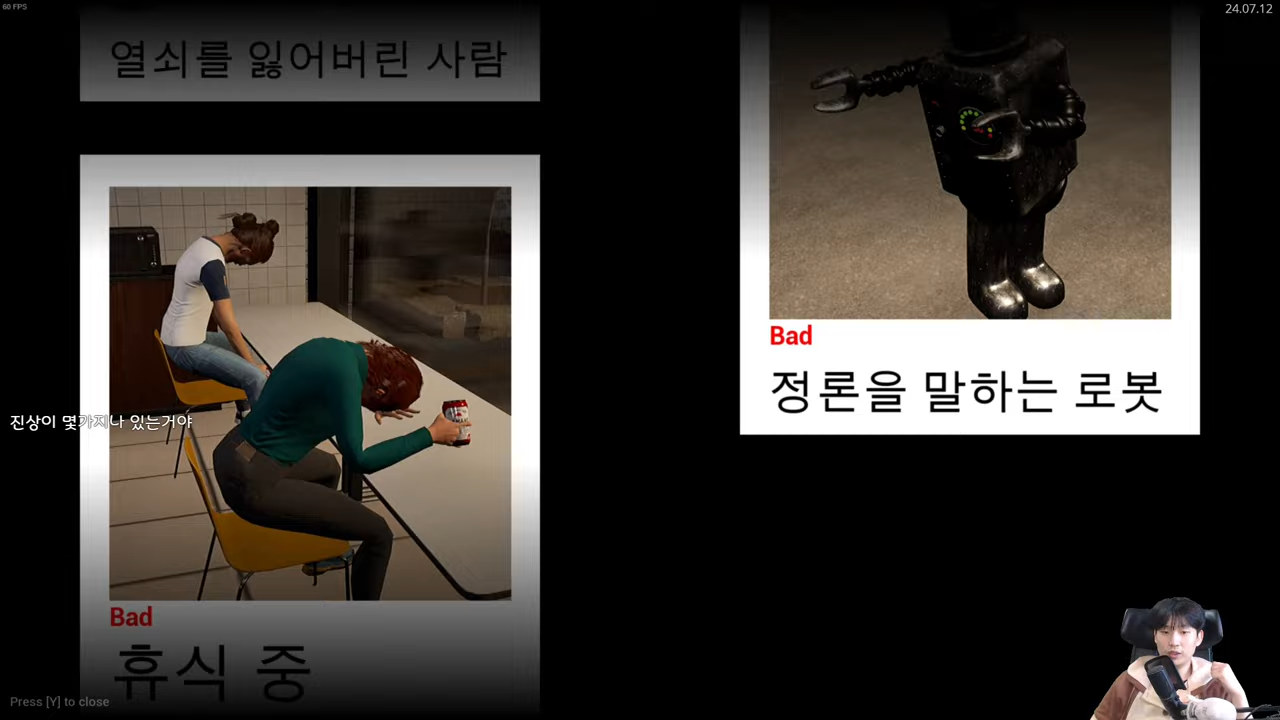 60 FPS
24.07.12
열쇠를 잃어버린 사람
Bad
정론을 말하는 로봇
진상이 몇가지나 있는거야
Bad
휴식 중
Press [Y] to close